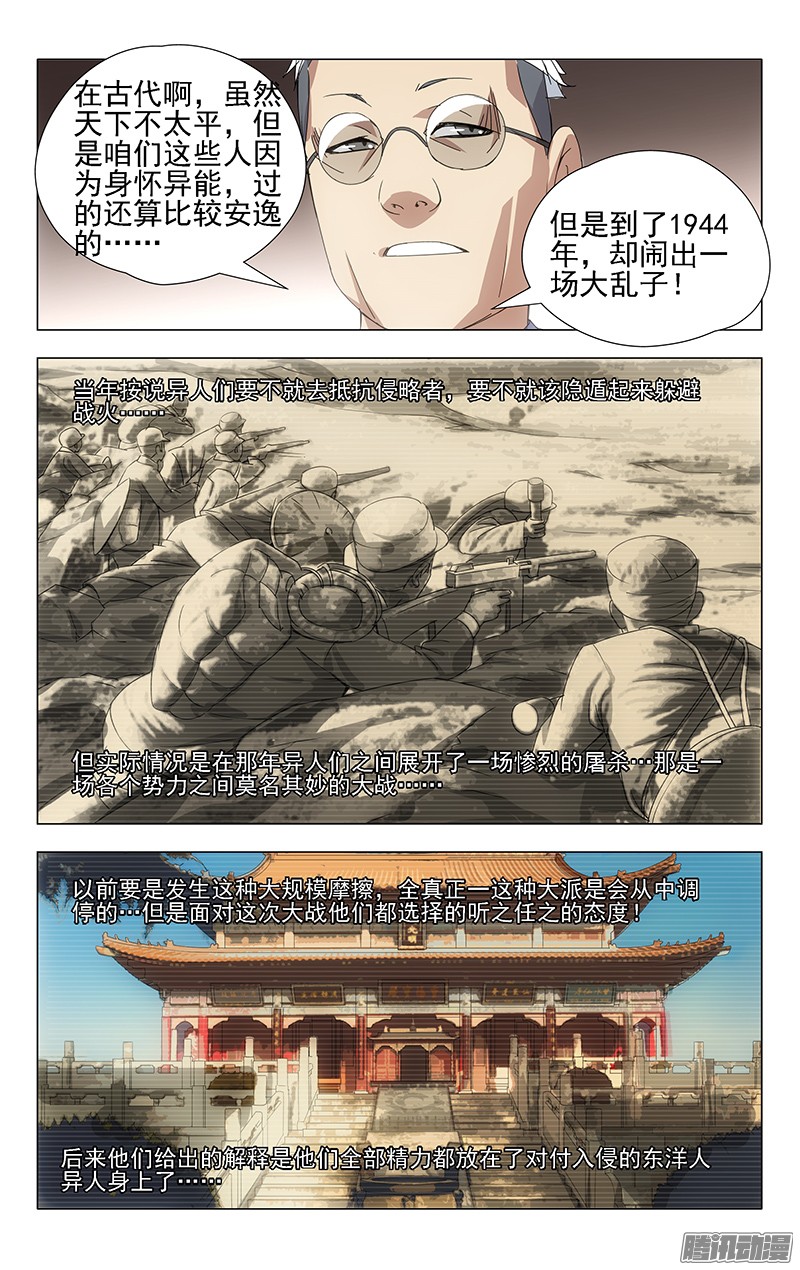 在古代啊，虽然
天下不太平，但
是咱们这些人因
为身怀异能，过
的还算比较安逸
的……
但是到了1944
年，却闹出一
场大乱子！
当年按说异人们要不就去抵抗侵略者，要不就该隐遁起来躲避
战火……
但实际情况是在那年异人们之间展开了一场惨烈的屠杀…那是一
场各个势力之间莫名其妙的大战……
以前要是发生这种大规模摩擦，全真正一这种大派是会从中调
停的…但是面对这次大战他们都选择的听之任之的态度！
后来他们给出的解释是他们全部精力都放在了对付入侵的东洋人
异人身上了……
腾讯动漫